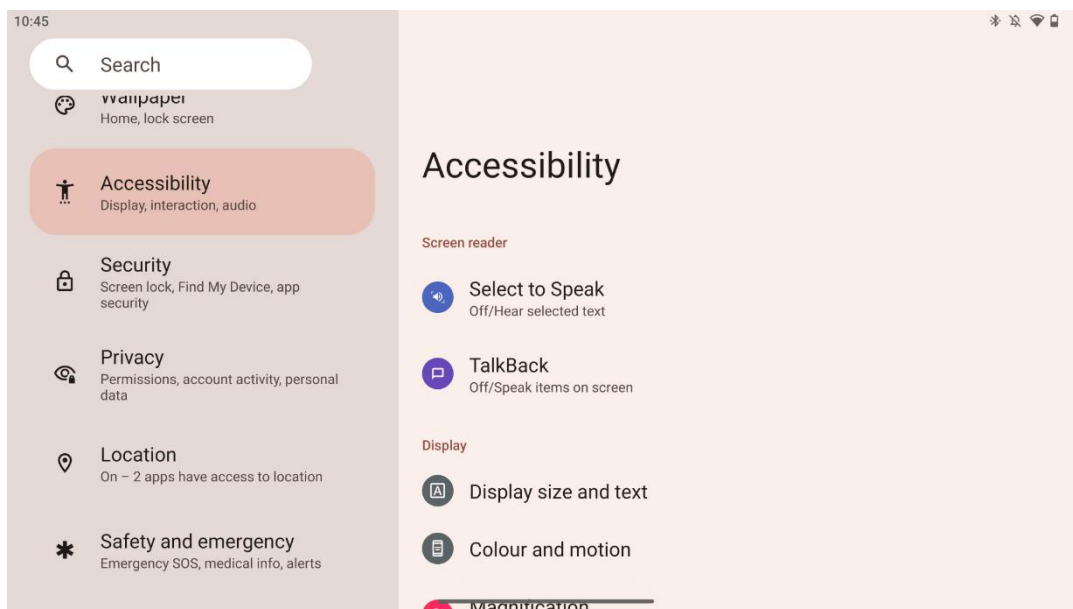 10:45
Search
Wallpaper
Home, lock screen
Accessibility
Display, interaction, audio
Security
Screen lock, Find My Device, app
security
Privacy
Permissions, account activity, personal
data
Location
On – 2 apps have access to location
Safety and emergency
Emergency SOS, medical info, alerts
Accessibility
Screen reader
Select to Speak
Off/Hear selected text
TalkBack
Off/Speak items on screen
Display
Display size and text
Colour and motion
Magnification